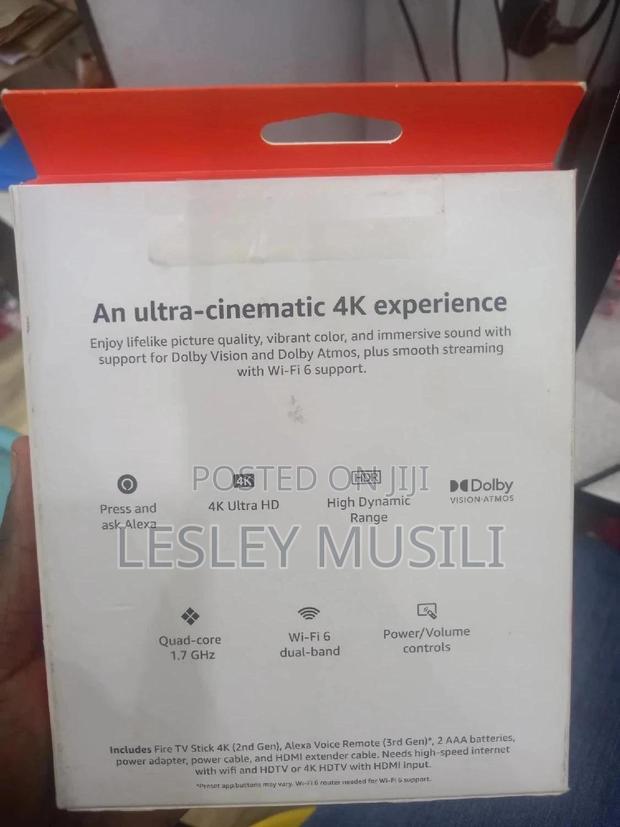 An ultra-cinematic 4K experience
Enjoy lifelike picture quality, vibrant color, and immersive sound with
support for Dolby Vision and Dolby Atmos, plus smooth streaming
with Wi-Fi 6 support.
POSTED ON JIJI
LESLEY MUSILI
Press and
ask Alexa
4K
4K Ultra HD
HDR
High Dynamic
Range
Dolby
VISION·ATMOS
Quad-core
1.7 GHz
Wi-Fi 6
dual-band
Power/Volume
controls
Includes Fire TV Stick 4K (2nd Gen), Alexa Voice Remote (3rd Gen)*, 2 AAA batteries,
power adapter, power cable, and HDMI extender cable. Needs high-speed internet
with wifi and HDTV or 4K HDTV with HDMI input.
*Preset app buttons may vary. Wi-Fi 6 router needed for Wi-Fi 6 support.